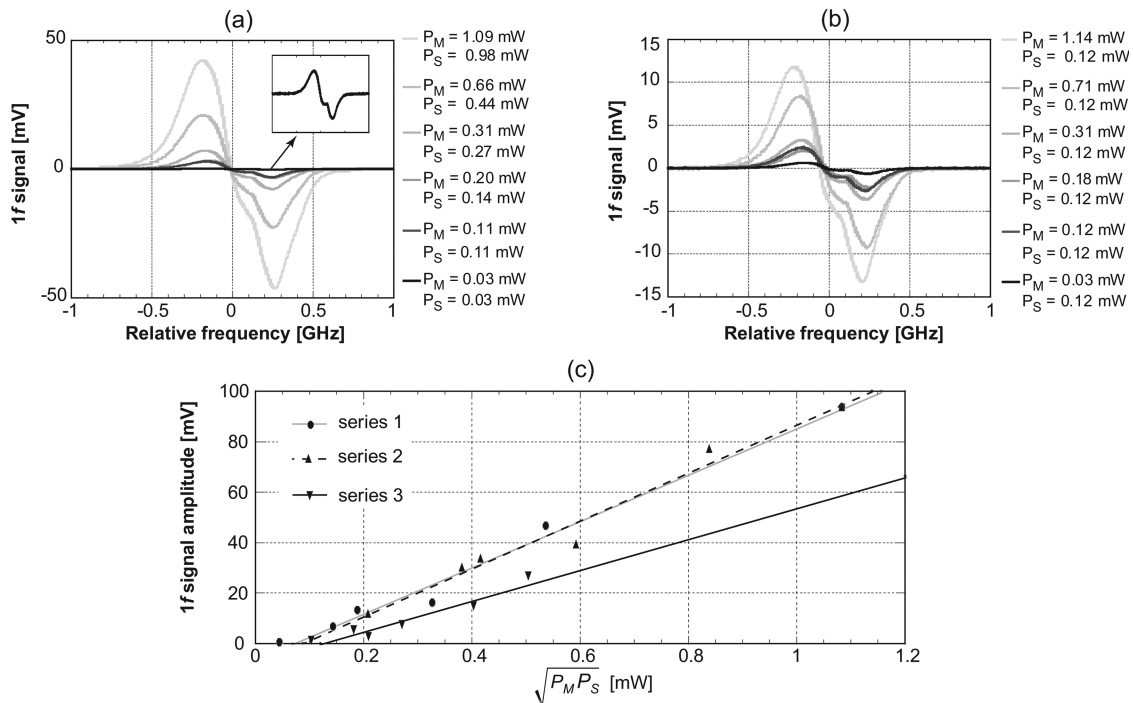 (a)
50
0
-50
1f signal [mV]
-1
-0.5
0
0.5
1
Relative frequency [GHz]
P_M = 1.09 mW
P_S = 0.98 mW
P_M = 0.66 mW
P_S = 0.44 mW
P_M = 0.31 mW
P_S = 0.27 mW
P_M = 0.20 mW
P_S = 0.14 mW
P_M = 0.11 mW
P_S = 0.11 mW
P_M = 0.03 mW
P_S = 0.03 mW
(b)
15
10
5
0
-5
-10
-15
1f signal [mV]
-1
-0.5
0
0.5
1
Relative frequency [GHz]
P_M = 1.14 mW
P_S = 0.12 mW
P_M = 0.71 mW
P_S = 0.12 mW
P_M = 0.31 mW
P_S = 0.12 mW
P_M = 0.18 mW
P_S = 0.12 mW
P_M = 0.12 mW
P_S = 0.12 mW
P_M = 0.03 mW
P_S = 0.12 mW
(c)
100
80
60
40
20
0
1f signal amplitude [mV]
series 1
series 2
series 3
0
0.2
0.4
0.6
0.8
1
1.2
√P_M P_S [mW]